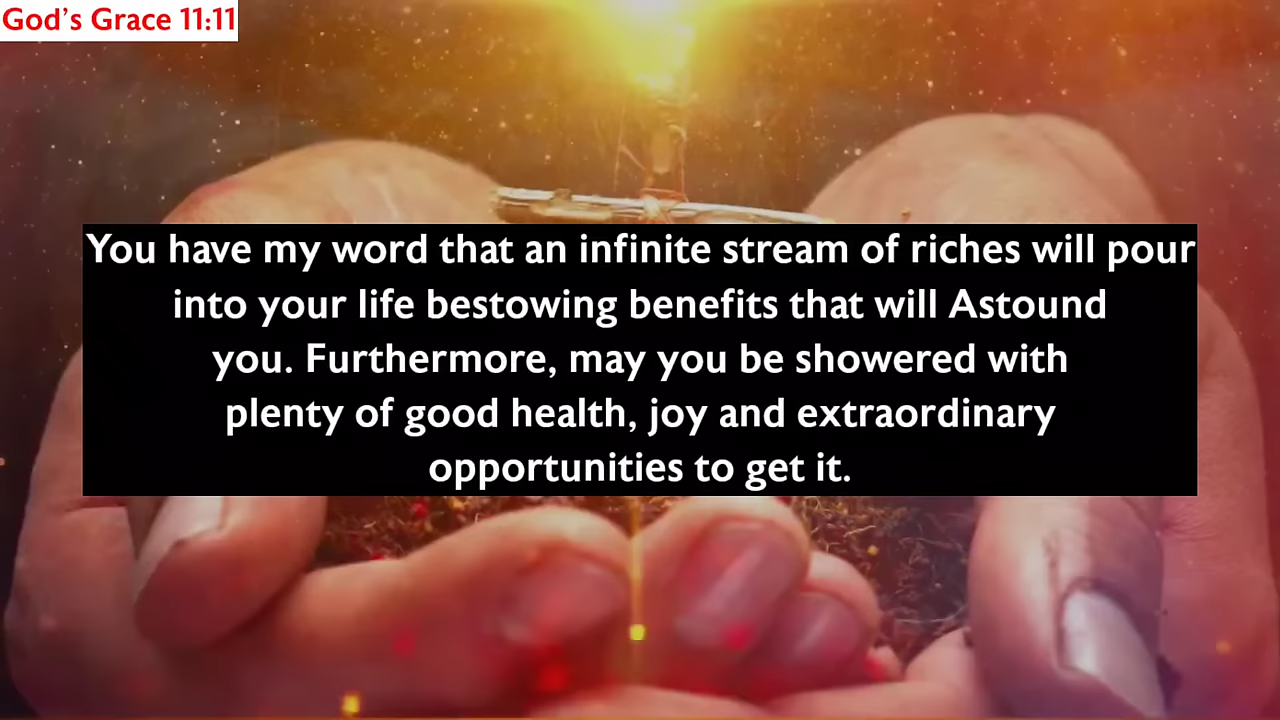 God's Grace 11:11
You have my word that an infinite stream of riches will pour
into your life bestowing benefits that will Astound
you. Furthermore, may you be showered with
plenty of good health, joy and extraordinary
opportunities to get it.